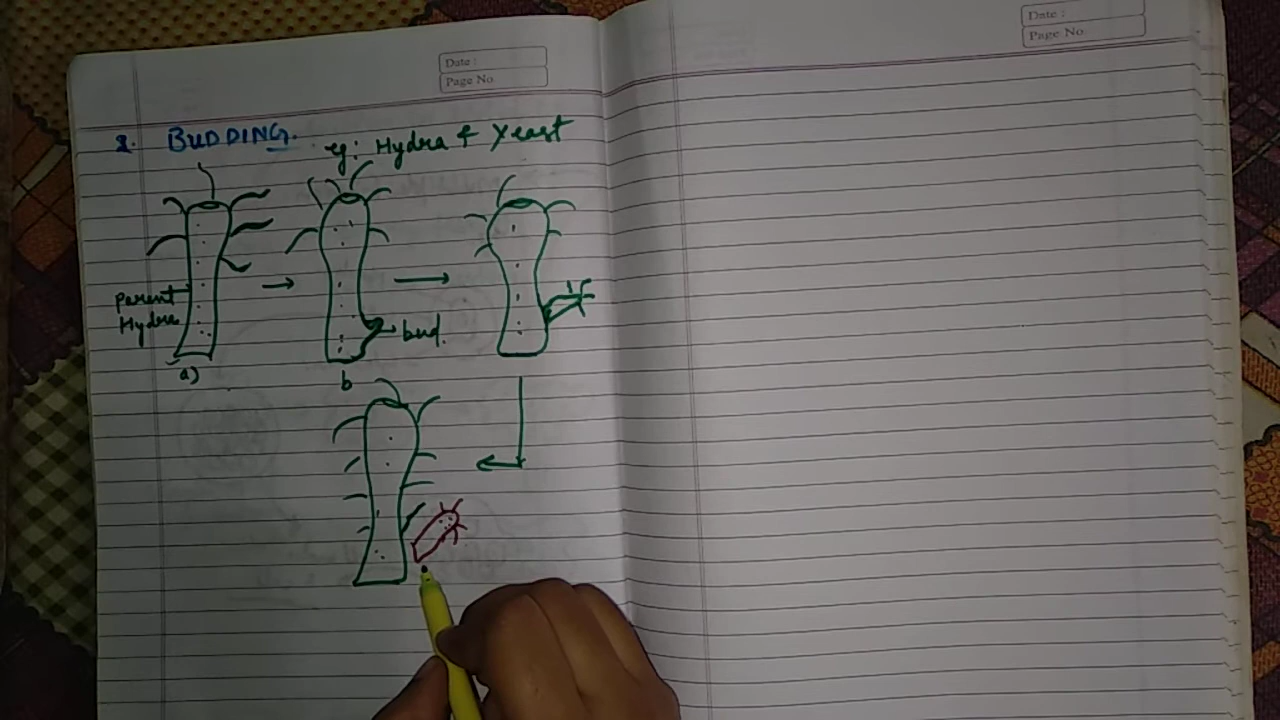 Date :
Page No
Date :
Page No
2. BUDDING. eg: Hydra & Yeast
Parent
Hydra
bud.
a)
b